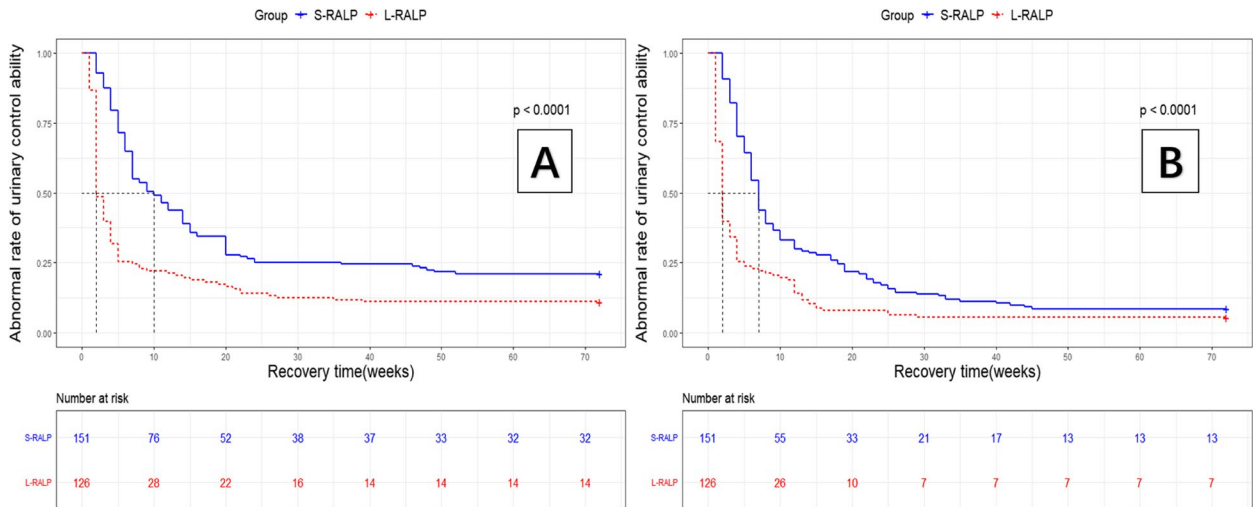 Group S-RALP L-RALP
Abnormal rate of urinary control ability
1.00
0.75
0.50
0.25
0.00
p < 0.0001
A
0 10 20 30 40 50 60 70
Recovery time(weeks)
Number at risk
S-RALP 151 76 52 38 37 33 32 32
L-RALP 126 28 22 16 14 14 14 14
Group S-RALP L-RALP
Abnormal rate of urinary control ability
1.00
0.75
0.50
0.25
0.00
p < 0.0001
B
0 10 20 30 40 50 60 70
Recovery time(weeks)
Number at risk
S-RALP 151 55 33 21 17 13 13 13
L-RALP 126 26 10 7 7 7 7 7